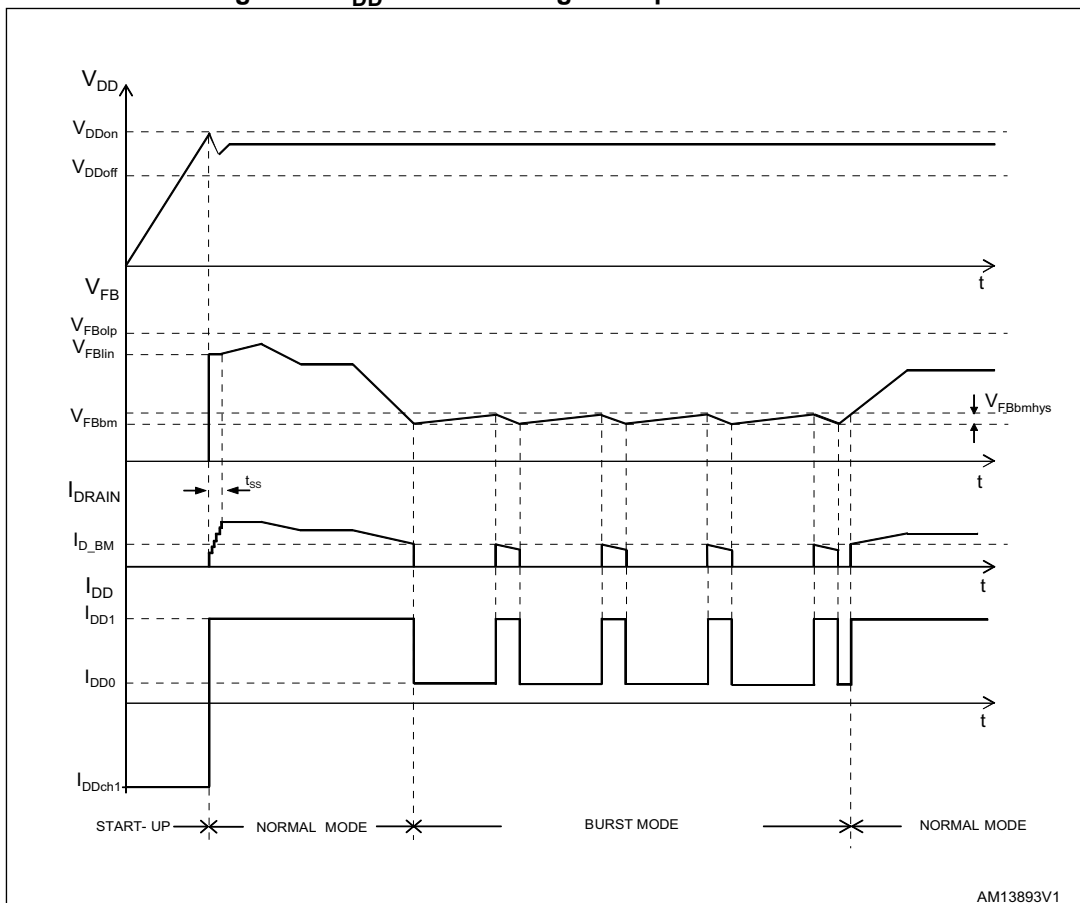 V_DD
V_DDon
V_DDoff
t
V_FB
V_FBolp
V_FBlin
V_FBbm
V_FBbmhys
t
t_SS
I_DRAIN
I_D_BM
t
I_DD
I_DD1
I_DD0
t
I_DDch1
START- UP
NORMAL MODE
BURST MODE
NORMAL MODE
AM13893V1